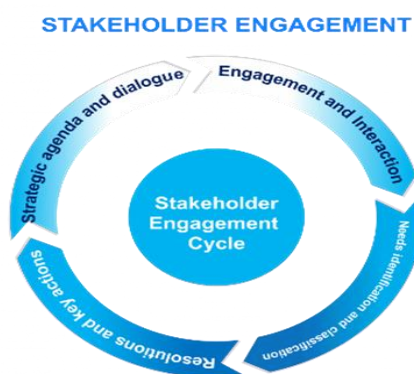 STAKEHOLDER ENGAGEMENT
Strategic agenda and dialogue
Engagement and Interaction
Stakeholder
Engagement
Cycle
Needs identification and classification
Resolutions and key actions